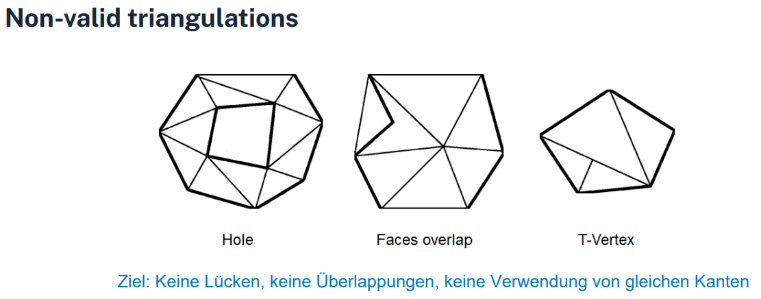 Non-valid triangulations
Hole
Faces overlap
T-Vertex
Ziel: Keine Lücken, keine Überlappungen, keine Verwendung von gleichen Kanten